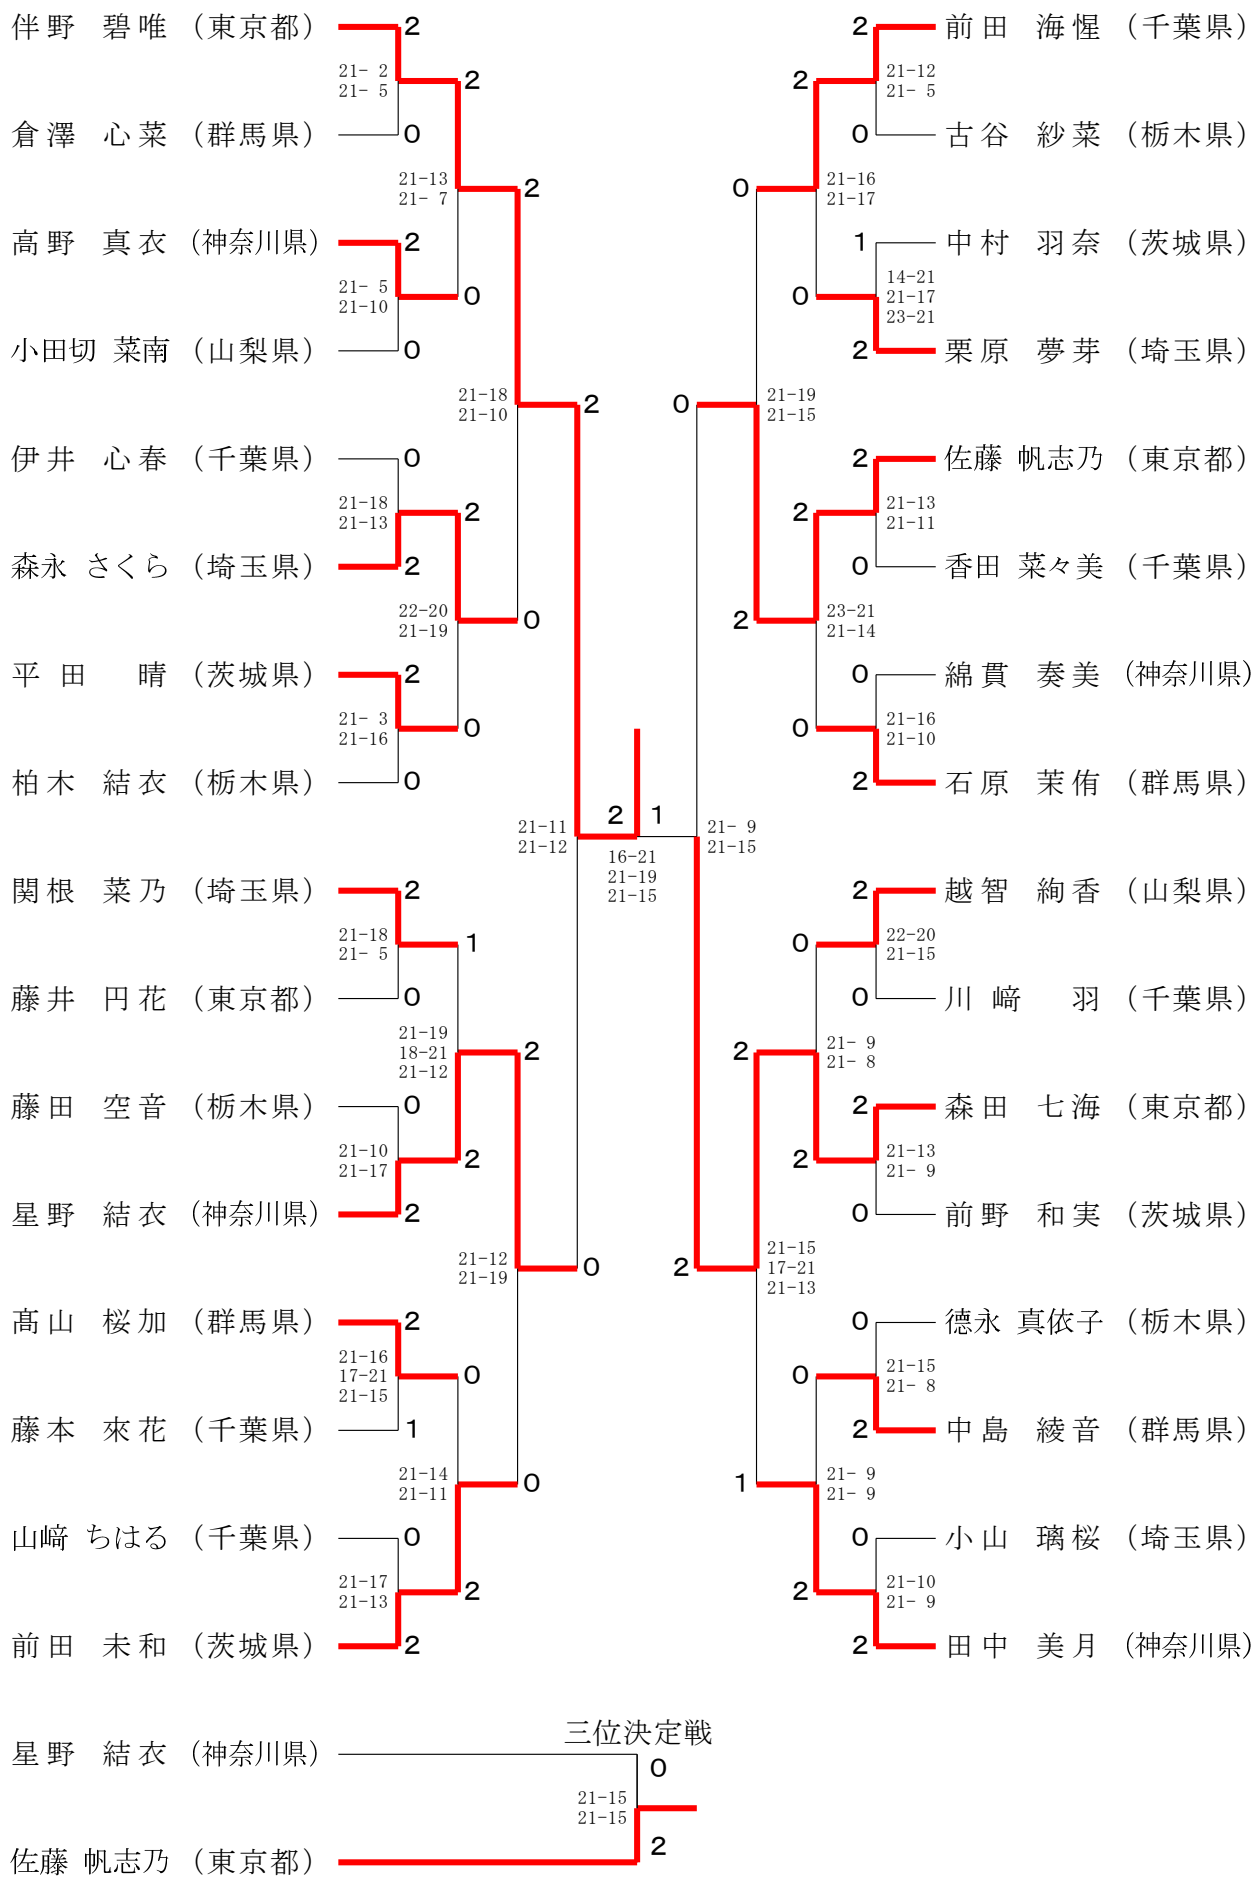 伴野 碧唯 (東京都) 2
21- 2
21- 5
2
倉澤 心菜 (群馬県) 0
21-13
21- 7
2
高野 真衣 (神奈川県) 2
21- 5
21-10
0
小田切 菜南 (山梨県) 0
21-18
21-10
2
伊井 心春 (千葉県) 0
21-18
21-13
2
森永 さくら (埼玉県) 2
22-20
21-19
0
平田 晴 (茨城県) 2
21- 3
21-16
0
柏木 結衣 (栃木県) 0
21-11
21-12
関根 菜乃 (埼玉県) 2
21-18
21- 5
1
藤井 円花 (東京都) 0
21-19
18-21
21-12
2
藤田 空音 (栃木県) 0
21-10
21-17
2
星野 結衣 (神奈川県) 2
21-12
21-19
0
髙山 桜加 (群馬県) 2
21-16
17-21
21-15
0
藤本 來花 (千葉県) 1
21-14
21-11
0
山﨑 ちはる (千葉県) 0
21-17
21-13
2
前田 未和 (茨城県) 2
2 1
16-21
21-19
21-15
2 前田 海惺 (千葉県)
2
21-12
21- 5
0 古谷 紗菜 (栃木県)
0
21-16
21-17
1 中村 羽奈 (茨城県)
0
14-21
21-17
23-21
2 栗原 夢芽 (埼玉県)
0
21-19
21-15
2 佐藤 帆志乃 (東京都)
2
21-13
21-11
0 香田 菜々美 (千葉県)
2
23-21
21-14
0 綿貫 奏美 (神奈川県)
0
21-16
21-10
2 石原 茉侑 (群馬県)
21- 9
21-15
2 越智 絢香 (山梨県)
0
22-20
21-15
0 川﨑 羽 (千葉県)
2
21- 9
21- 8
2 森田 七海 (東京都)
2
21-13
21- 9
0 前野 和実 (茨城県)
2
21-15
17-21
21-13
0 德永 真依子 (栃木県)
0
21-15
21- 8
2 中島 綾音 (群馬県)
1
21- 9
21- 9
0 小山 璃桜 (埼玉県)
2
21-10
21- 9
2 田中 美月 (神奈川県)
三位決定戦
星野 結衣 (神奈川県) 0
21-15
21-15
佐藤 帆志乃 (東京都) 2